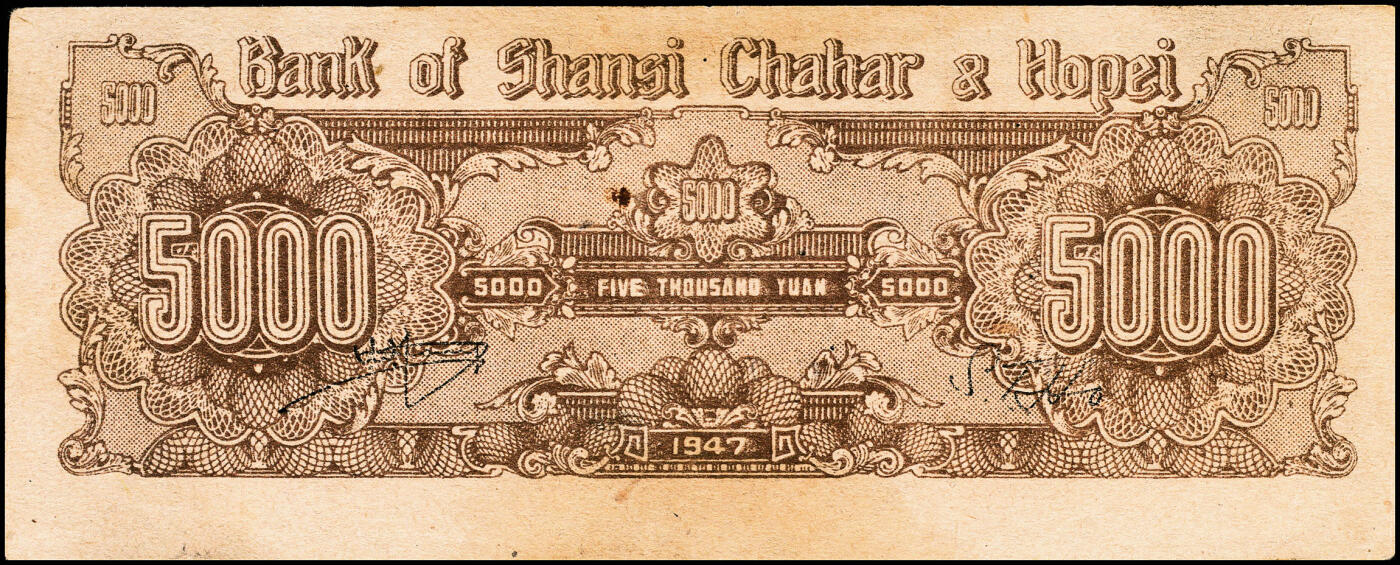 Bank of Shansi Chahar & Hopei
5000 5000
5000
5000 5000
5000 FIVE THOUSAND YUAN 5000
1947